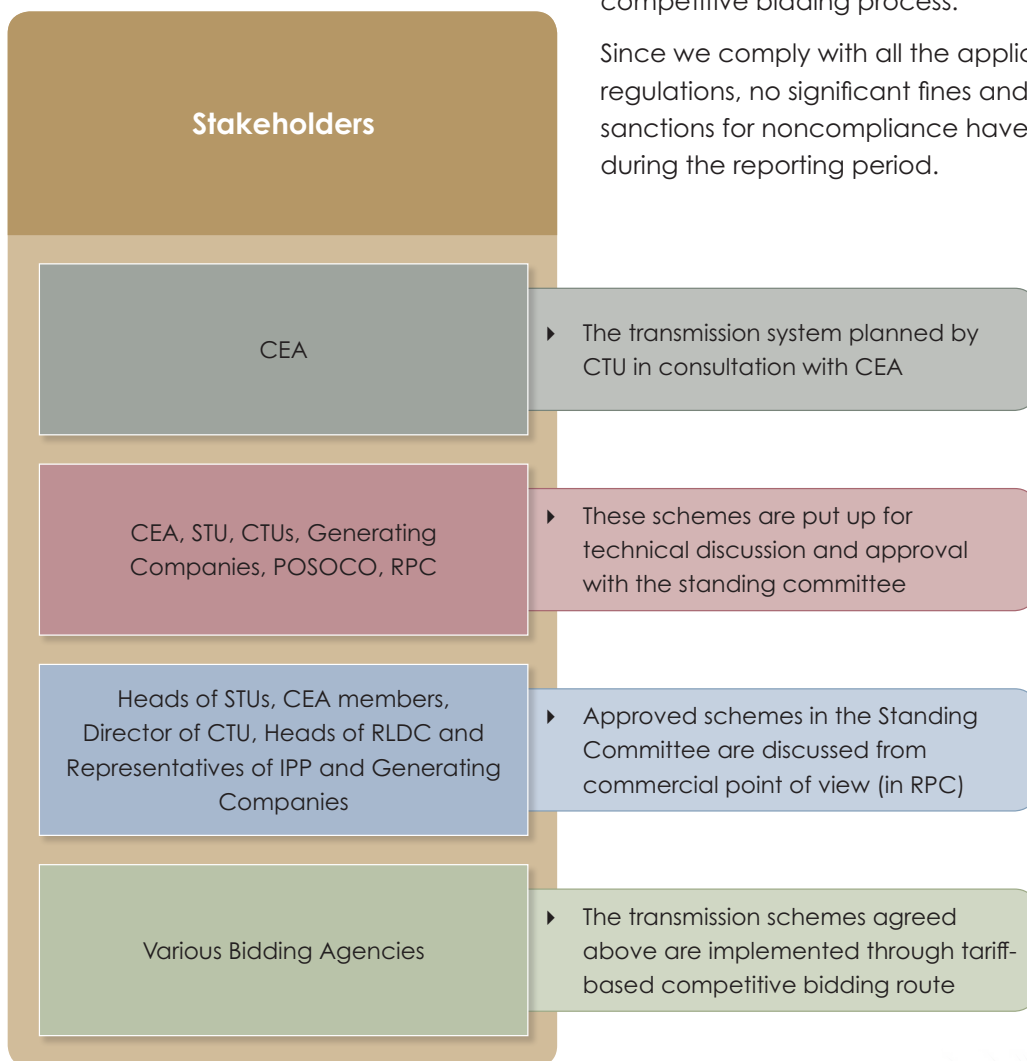 competitive bidding process.
Since we comply with all the
regulations, no significant fines and
sanctions for noncompliance have
during the reporting period.
Stakeholders
CEA
The transmission system planned by
CTU in consultation with CEA
CEA, STU, CTUs, Generating
Companies, POSOCO, RPC
These schemes are put up for
technical discussion and approval
with the standing committee
Heads of STUs, CEA members,
Director of CTU, Heads of RLDC and
Representatives of IPP and Generating
Companies
Approved schemes in the Standing
Committee are discussed from
commercial point of view (in RPC)
Various Bidding Agencies
The transmission schemes agreed
above are implemented through tariff-
based competitive bidding route